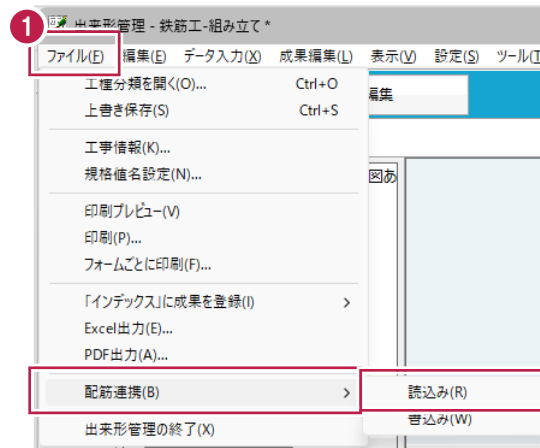 1
出来形管理 - 鉄筋工-組み立て *
ファイル(F) 編集(E) データ入力(X) 成果編集(L) 表示(V) 設定(S) ツール(T
工種分類を開く(O)... Ctrl+O
編集
上書き保存(S) Ctrl+S
工事情報(K)...
規格値名設定(N)...
図あ
印刷プレビュー(V)
印刷(P)...
フォームごとに印刷(F)...
「インデックス」に成果を登録(I) >
Excel出力(E)...
PDF出力(A)...
配筋連携(B) >
読込み(R)
書込み(W)
出来形管理の終了(X)